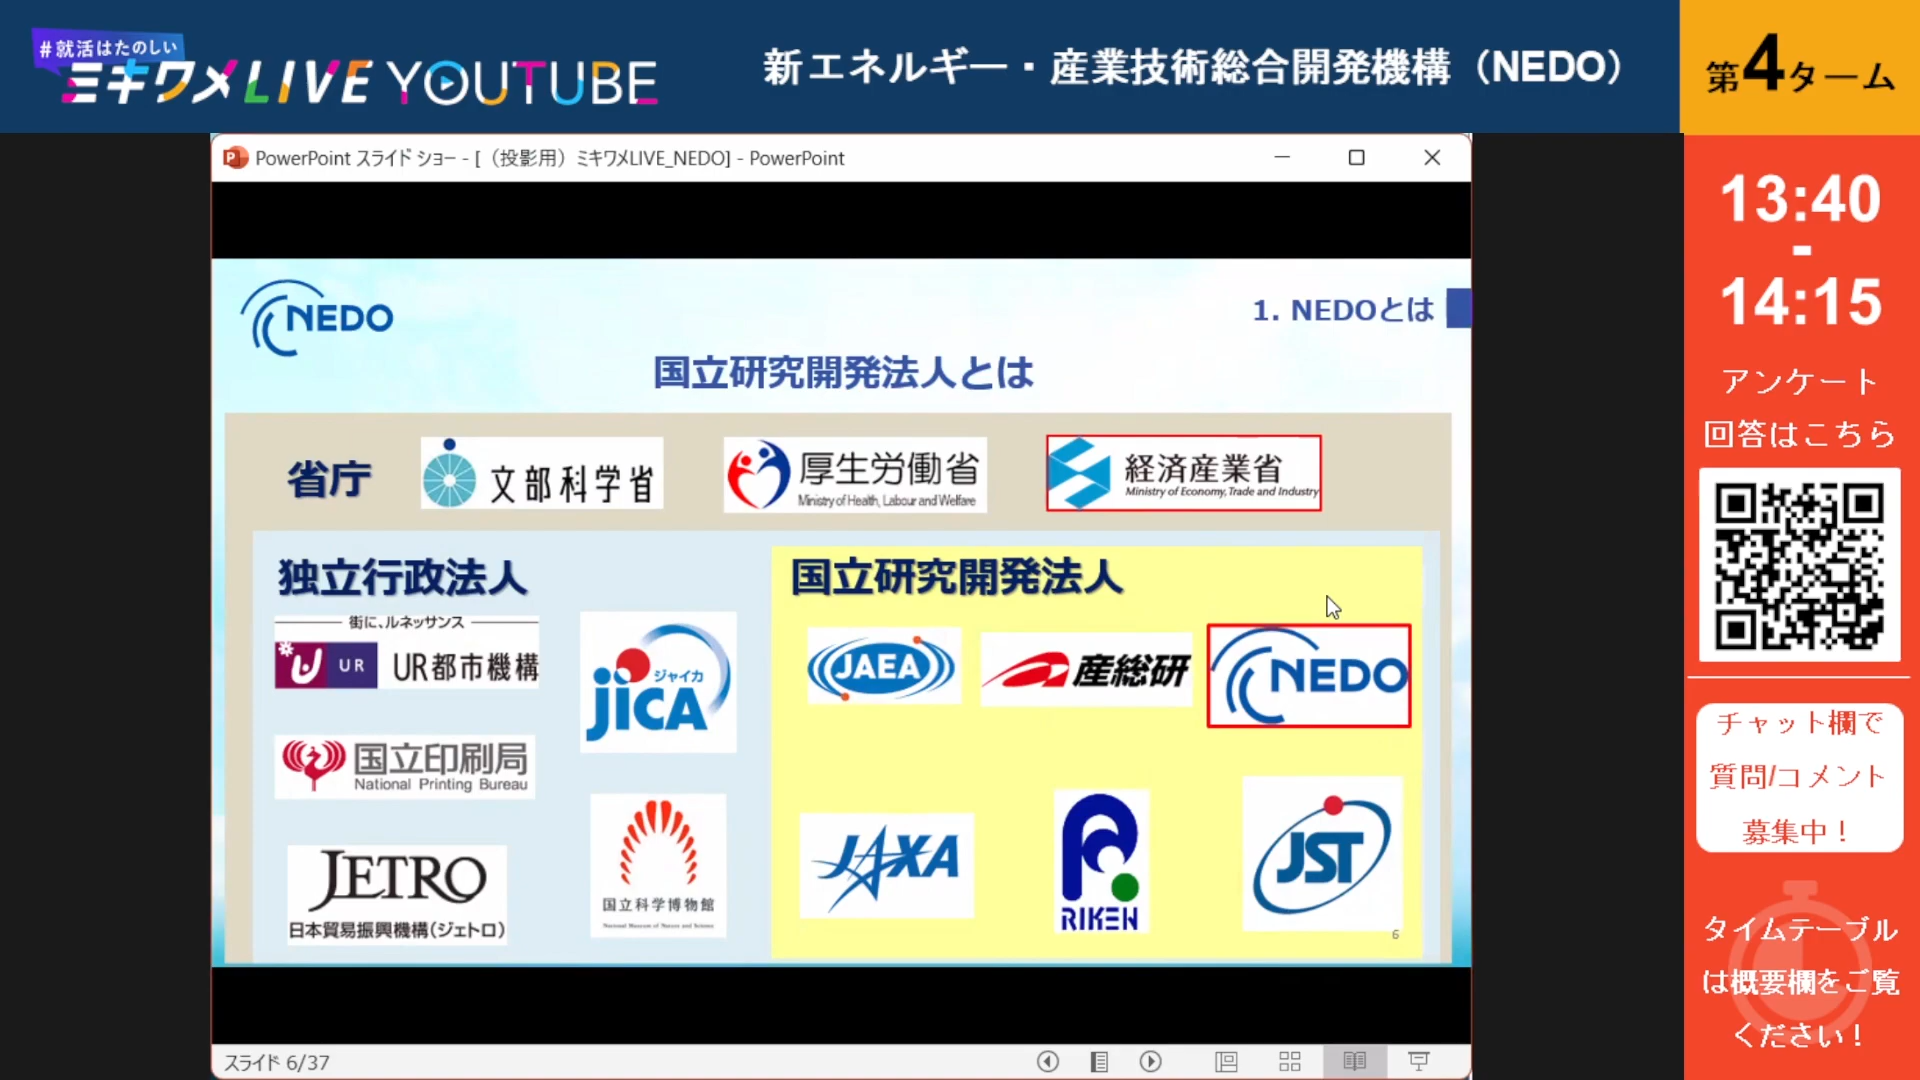 #就活はたのしい
ミキワメLIVE YOUTUBE
新エネルギー・産業技術総合開発機構（NEDO）
第4ターム
PowerPoint スライド ショー - [（投影用）ミキワメLIVE_NEDO] - PowerPoint
NEDO
1. NEDOとは
国立研究開発法人とは
省庁
文部科学省
厚生労働省
Ministry of Health, Labour and Welfare
経済産業省
Ministry of Economy, Trade and Industry
独立行政法人
街に、ルネッサンス
UR
UR都市機構
ジャイカ
jICA
国立印刷局
National Printing Bureau
JETRO
日本貿易振興機構（ジェトロ）
国立科学博物館
National Museum of Nature and Science
国立研究開発法人
JAEA
産総研
NEDO
JAXA
RIKEN
JST
6
スライド 6/37
13:40
-
14:15
アンケート
回答はこちら
チャット欄で
質問/コメント
募集中！
タイムテーブル
は概要欄をご覧
ください！